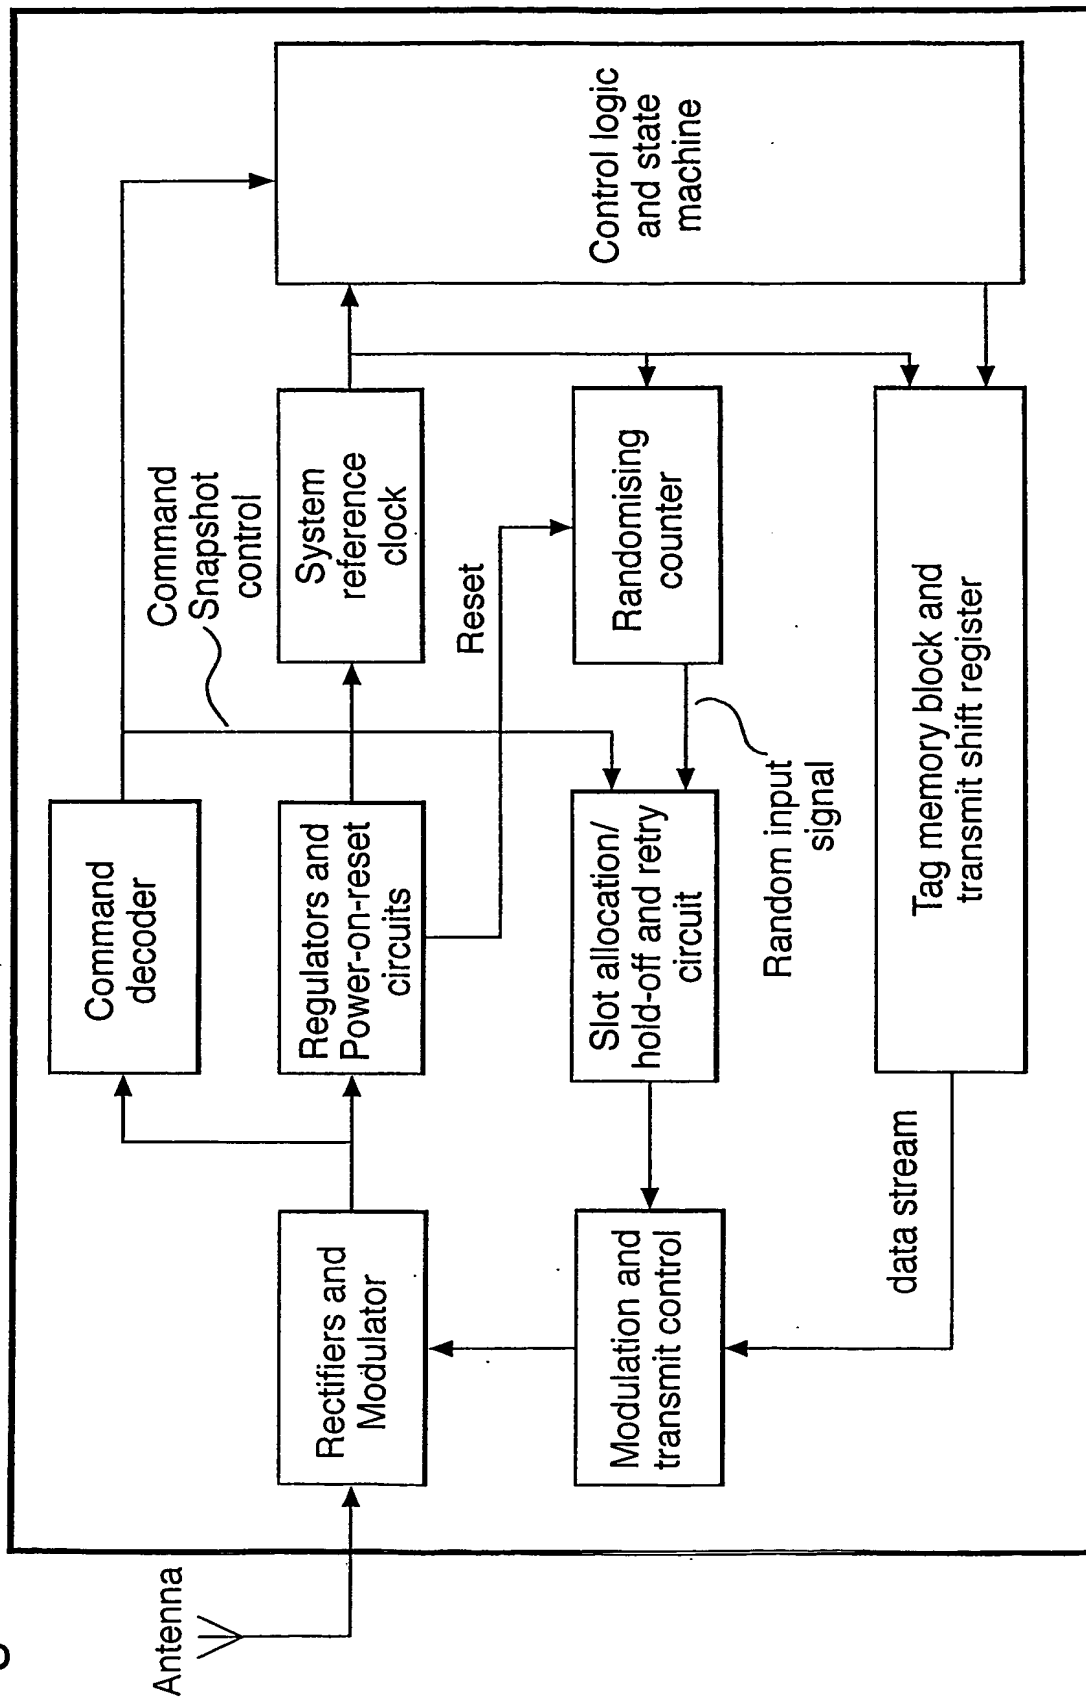 Antenna
Rectifiers and
Modulator
Command
decoder
Regulators and
Power-on-reset
circuits
Command
Snapshot
control
System
reference
clock
Control logic
and state
machine
Reset
Modulation and
transmit control
Slot allocation/
hold-off and retry
circuit
Randomising
counter
Random input
signal
data stream
Tag memory block and
transmit shift register